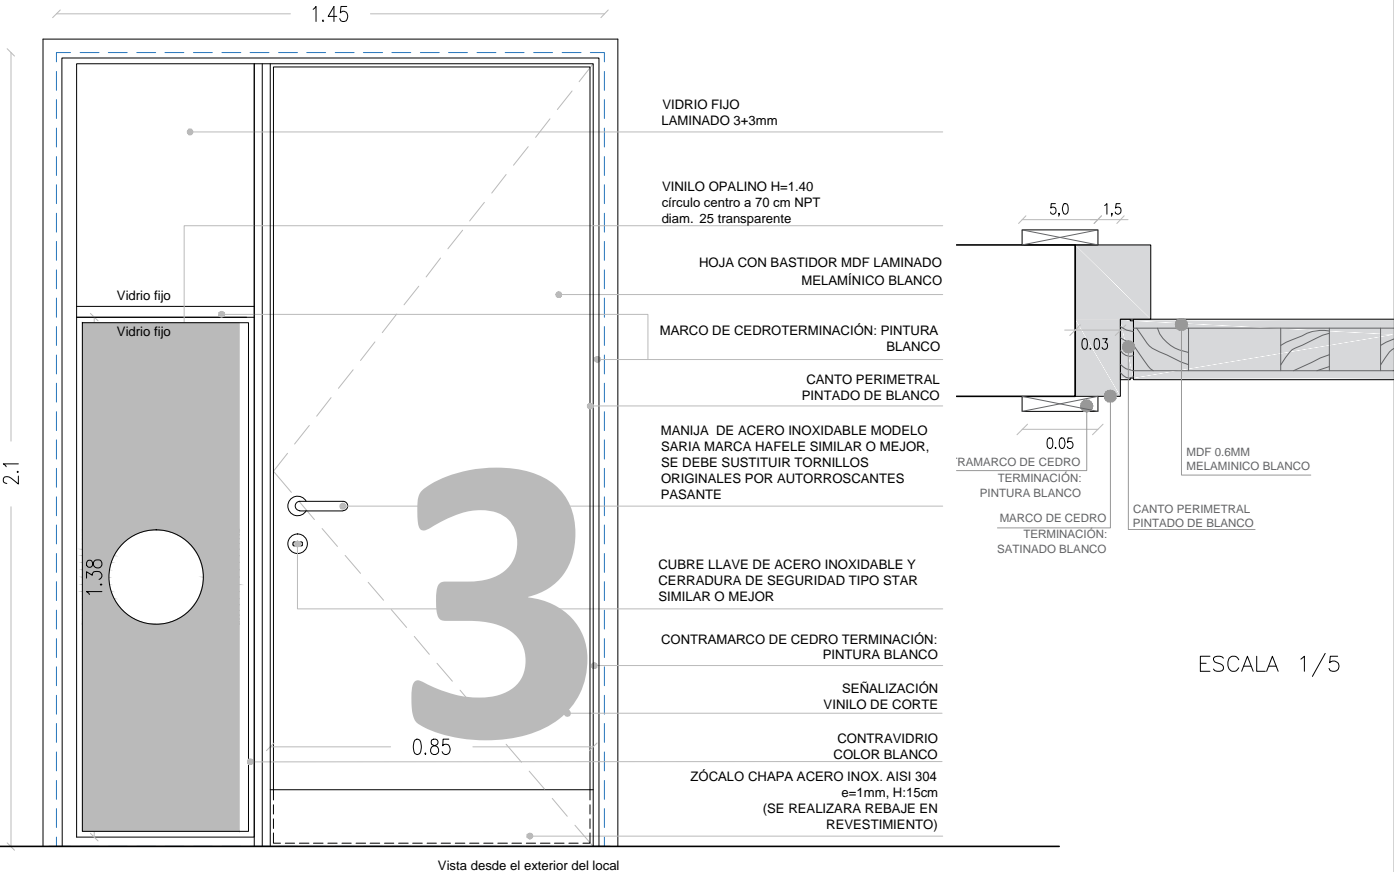 1.45
VIDRIO FIJO
LAMINADO 3+3mm
VINILO OPALINO H=1.40
círculo centro a 70 cm NPT
diam. 25 transparente
HOJA CON BASTIDOR MDF LAMINADO
MELAMÍNICO BLANCO
Vidrio fijo
Vidrio fijo
MARCO DE CEDROTERMINACIÓN: PINTURA
BLANCO
CANTO PERIMETRAL
PINTADO DE BLANCO
MANIJA DE ACERO INOXIDABLE MODELO
SARIA MARCA HAFELE SIMILAR O MEJOR,
SE DEBE SUSTITUIR TORNILLOS
ORIGINALES POR AUTORROSCANTES
PASANTE
2.1
1.38
3
CUBRE LLAVE DE ACERO INOXIDABLE Y
CERRADURA DE SEGURIDAD TIPO STAR
SIMILAR O MEJOR
CONTRAMARCO DE CEDRO TERMINACIÓN:
PINTURA BLANCO
SEÑALIZACIÓN
VINILO DE CORTE
0.85
CONTRAVIDRIO
COLOR BLANCO
ZÓCALO CHAPA ACERO INOX. AISI 304
e=1mm, H:15cm
(SE REALIZARA REBAJE EN
REVESTIMIENTO)
Vista desde el exterior del local
5,0 1,5
0.03
0.05
RAMARCO DE CEDRO
TERMINACIÓN:
PINTURA BLANCO
MARCO DE CEDRO
TERMINACIÓN:
SATINADO BLANCO
MDF 0.6MM
MELAMINICO BLANCO
CANTO PERIMETRAL
PINTADO DE BLANCO
ESCALA 1/5